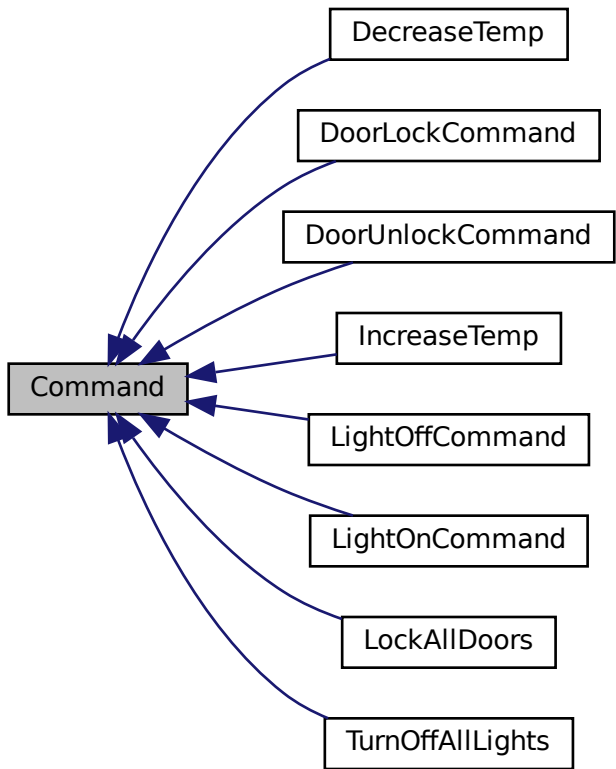 DecreaseTemp
DoorLockCommand
DoorUnlockCommand
IncreaseTemp
Command
LightOffCommand
LightOnCommand
LockAllDoors
TurnOffAllLights